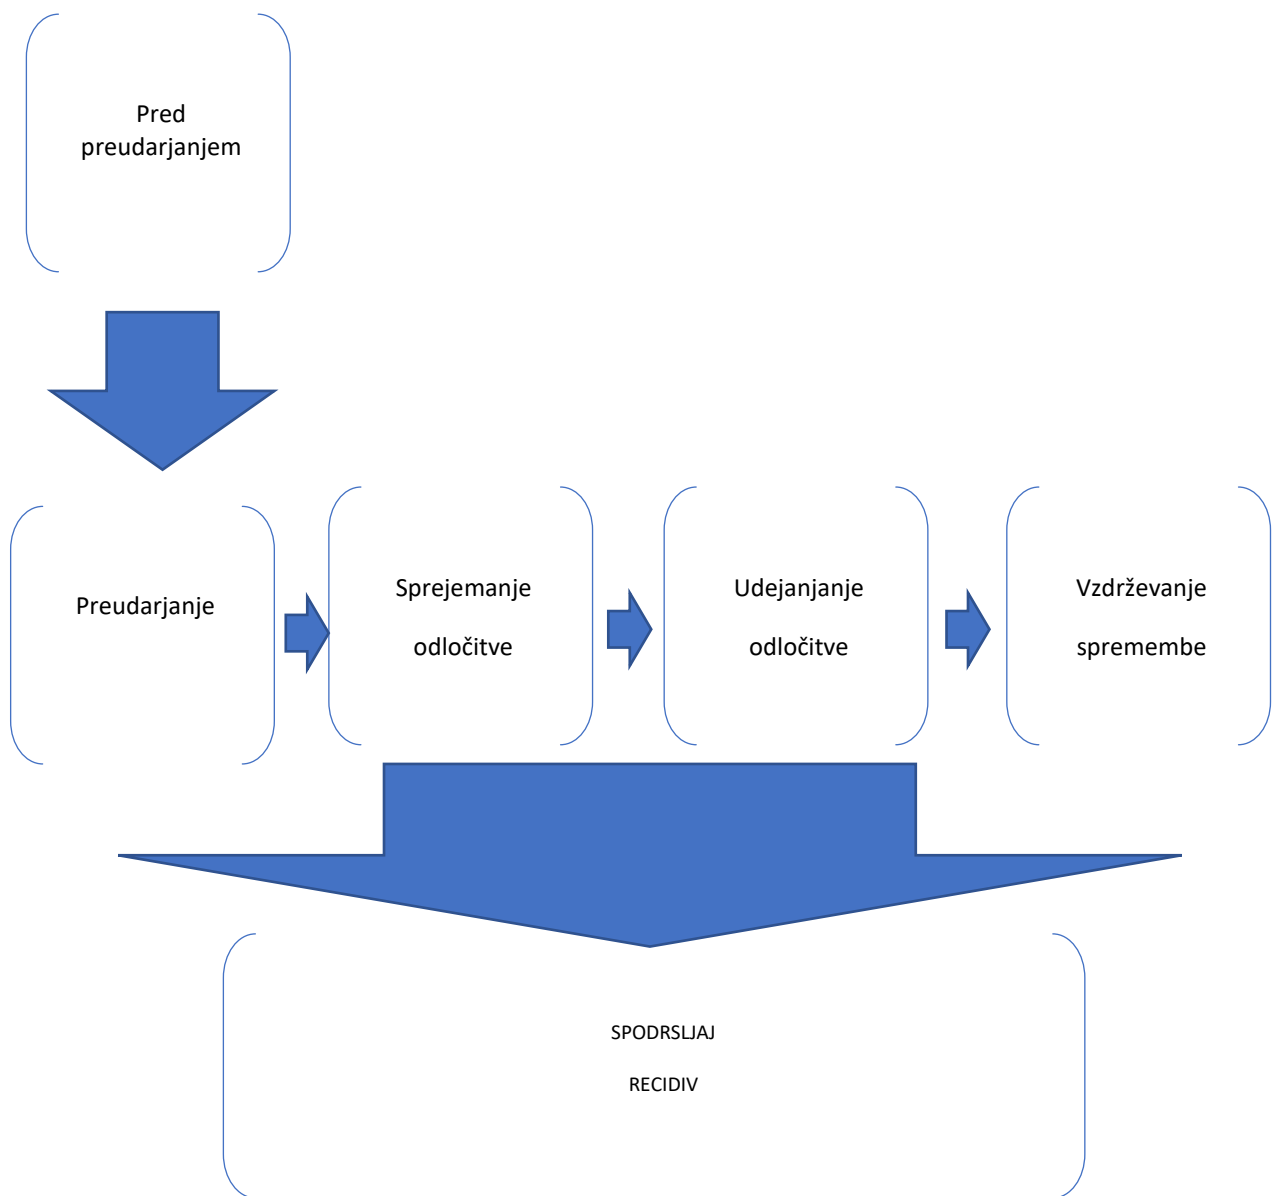 Pred
preudarjanjem
Preudarjanje
Sprejemanje
odločitve
Udejanjanje
odločitve
Vzdrževanje
spremembe
SPODRSLJAJ
RECIDIV